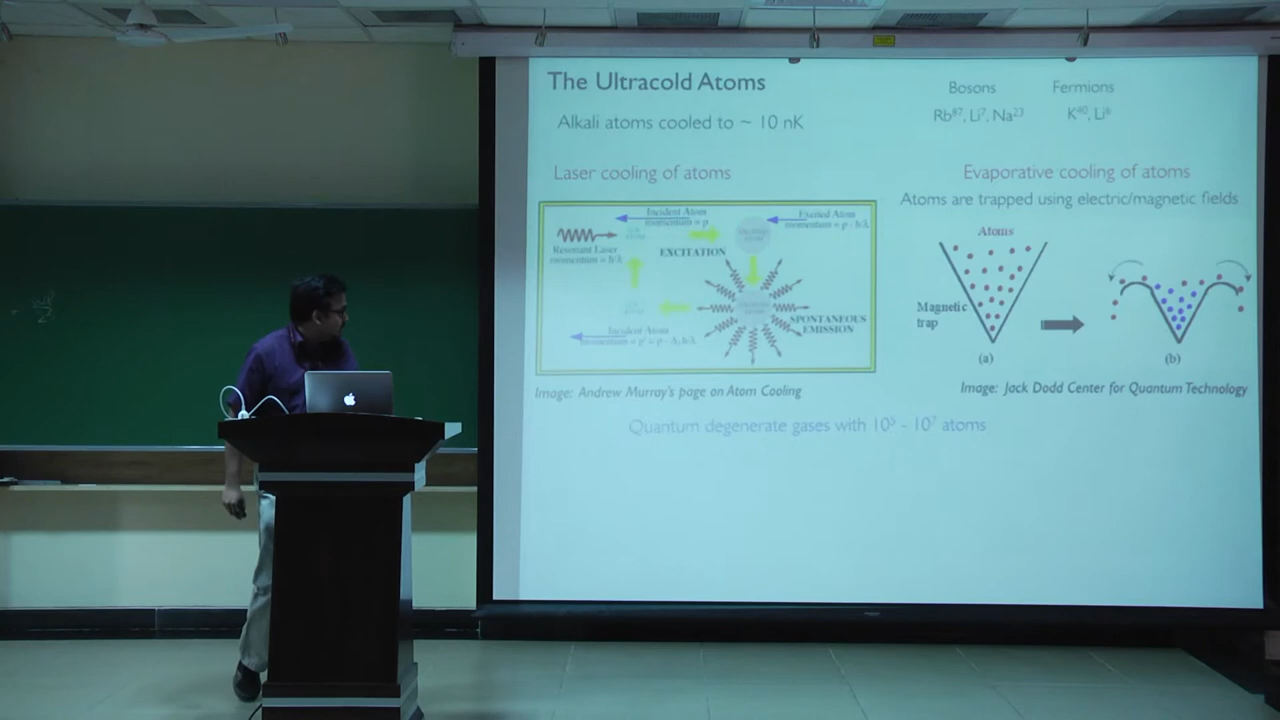 The Ultracold Atoms
Bosons
Fermions
Alkali atoms cooled to ~ 10 nK
Rb⁸⁷, Li⁷, Na²³
K⁴⁰, Li⁶
Laser cooling of atoms
Evaporative cooling of atoms
Atoms are trapped using electric/magnetic fields
Incident Atom
momentum = p
Excited Atom
momentum = p - h/λ
Resonant Laser
momentum = h/λ
EXCITATION
SPONTANEOUS
EMISSION
Incident Atom
Atoms
Magnetic
trap
(a)
(b)
Image: Andrew Murray's page on Atom Cooling
Image: Jack Dodd Center for Quantum Technology
Quantum degenerate gases with 10⁵ - 10⁷ atoms